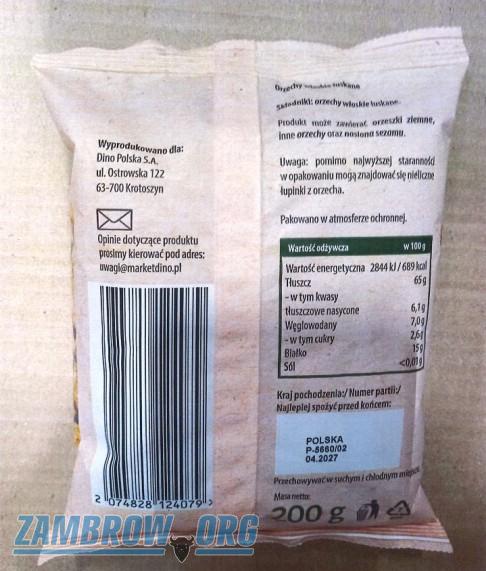 Wyprodukowano dla:
Dino Polska S.A.
ul. Ostrowska 122
63-700 Krotoszyn
Opinie dotyczące produktu
prosimy kierować pod adres:
uwagi@marketdino.pl
2 074828 124079 >
Orzechy włoskie łuskane
Składniki: orzechy włoskie łuskane.
Produkt może zawierać orzeszki ziemne,
inne orzechy oraz nasiona sezamu.
Uwaga: pomimo najwyższej staranności
w opakowaniu mogą znajdować się nieliczne
łupinki z orzecha.
Pakowano w atmosferze ochronnej.
Wartość odżywcza w 100 g
Wartość energetyczna 2844 kJ / 689 kcal
Tłuszcz 65 g
- w tym kwasy
tłuszczowe nasycone 6,1 g
Węglowodany 7,0 g
- w tym cukry 2,6 g
Białko 15 g
Sól <0,01 g
Kraj pochodzenia:/ Numer partii:/
Najlepiej spożyć przed końcem:
POLSKA
P-5660/02
04.2027
Przechowywać w suchym i chłodnym miejscu.
Masa netto:
200 g
ZAMBROW.ORG